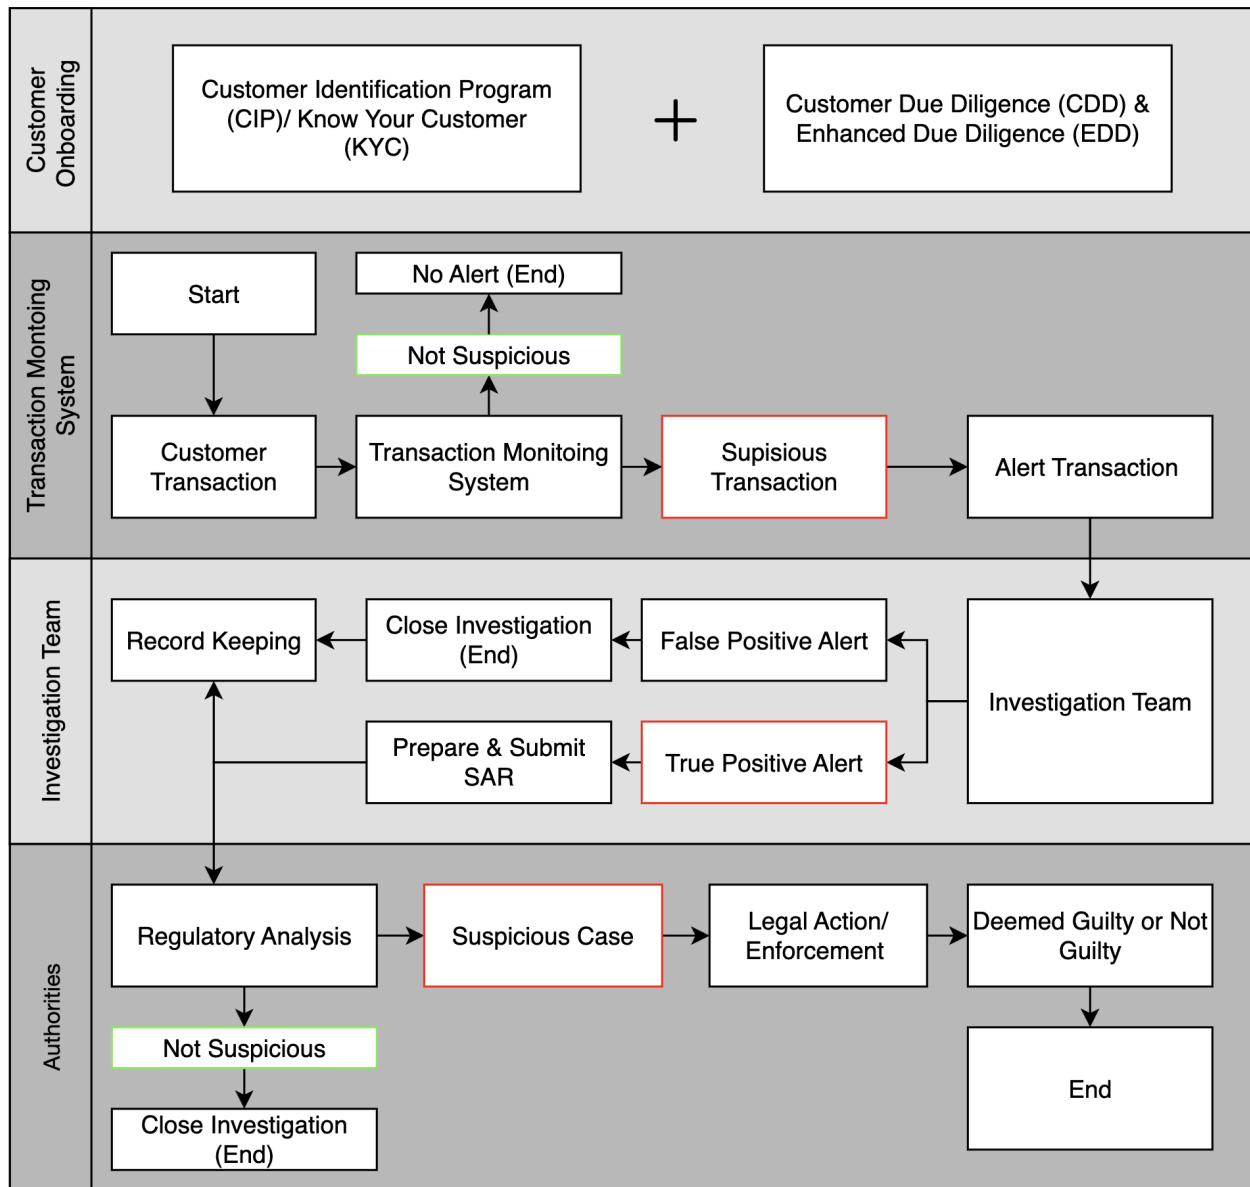 Customer
Onboarding
Customer Identification Program
(CIP)/ Know Your Customer
(KYC)
+
Customer Due Diligence (CDD) &
Enhanced Due Diligence (EDD)
Transaction Montoing
System
Start
No Alert (End)
Not Suspicious
Customer
Transaction
Transaction Monitoing
System
Supisious
Transaction
Alert Transaction
Investigation Team
Record Keeping
Close Investigation
(End)
False Positive Alert
Investigation Team
Prepare & Submit
SAR
True Positive Alert
Authorities
Regulatory Analysis
Suspicious Case
Legal Action/
Enforcement
Deemed Guilty or Not
Guilty
Not Suspicious
End
Close Investigation
(End)